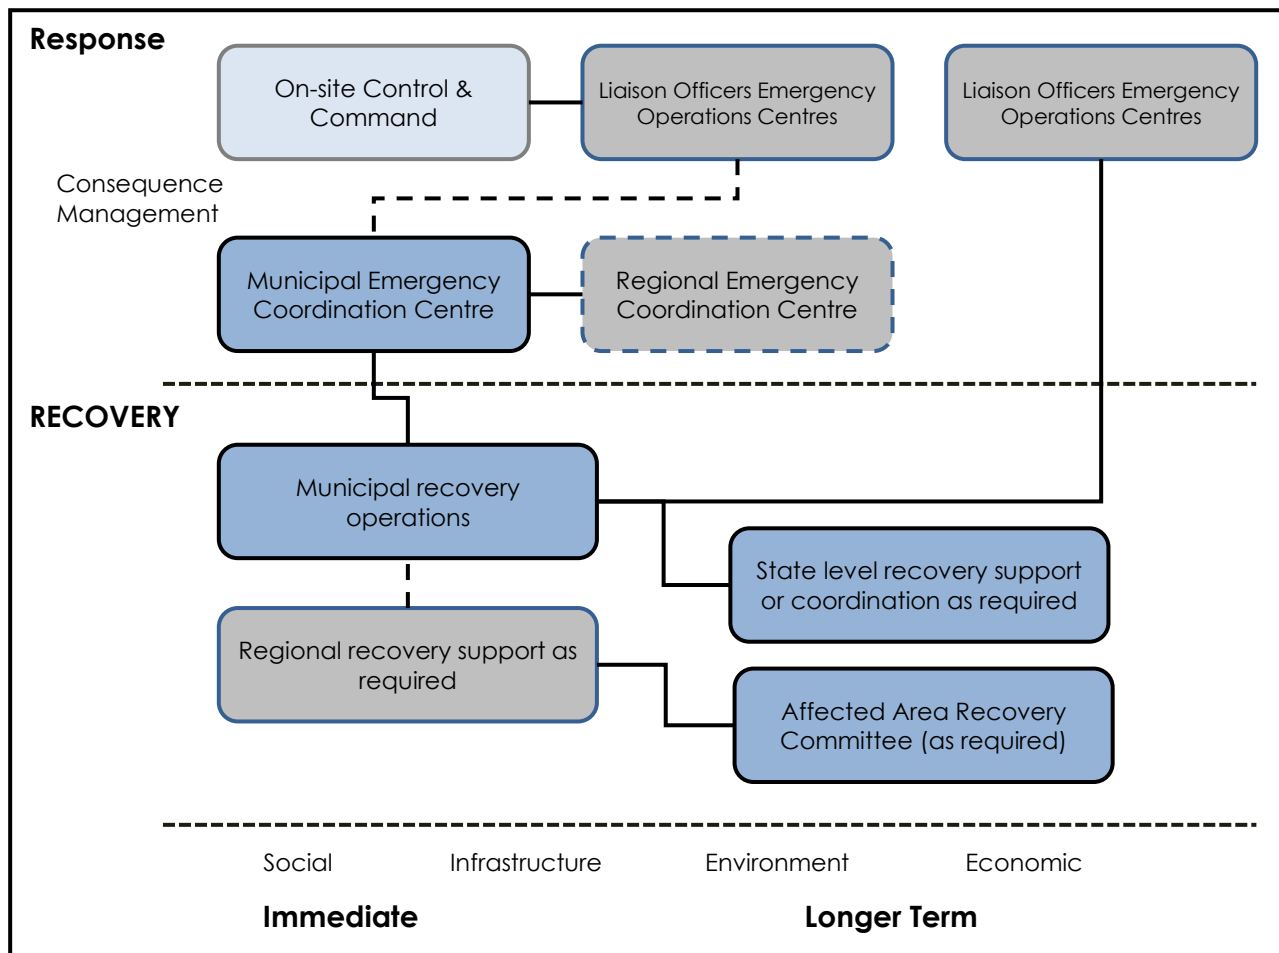 Response
On-site Control &
Command
Liaison Officers Emergency
Operations Centres
Liaison Officers Emergency
Operations Centres
Consequence
Management
Municipal Emergency
Coordination Centre
Regional Emergency
Coordination Centre
RECOVERY
Municipal recovery
operations
State level recovery support
or coordination as required
Regional recovery support as
required
Affected Area Recovery
Committee (as required)
Social
Infrastructure
Environment
Economic
Immediate
Longer Term